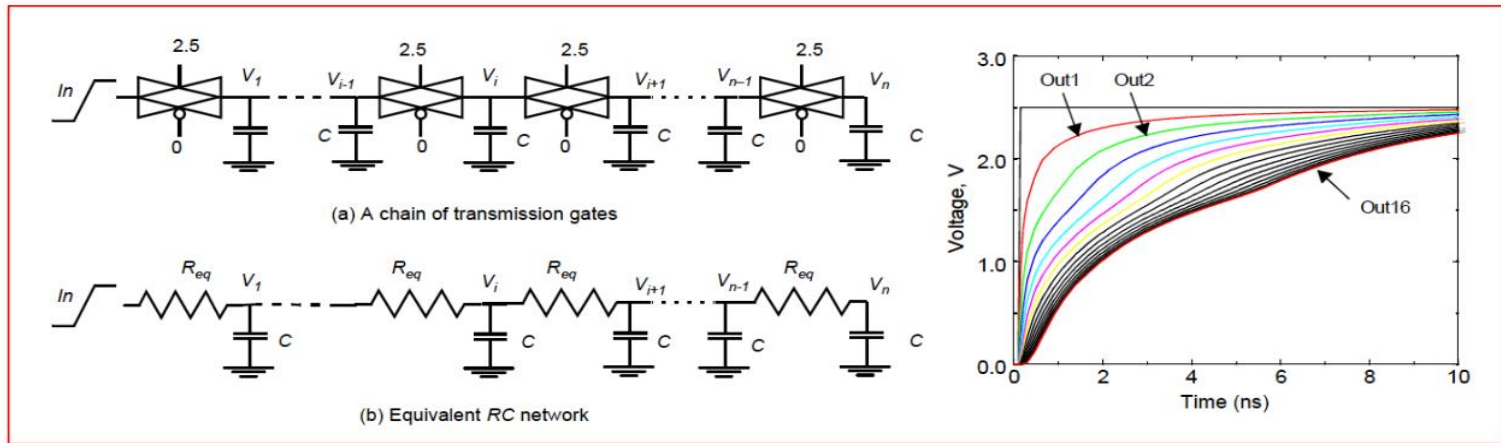 2.5 2.5 2.5 2.5
In V1 Vi-1 Vi Vi+1 Vn–1 Vn
C C C C C
0 0 0 0
(a) A chain of transmission gates
Req Req Req Req
In V1 Vi Vi+1 Vn-1 Vn
C C C C C
(b) Equivalent RC network
3.0
Out1 Out2
2.0
Out16
Voltage, V
1.0
0.0
0 2 4 6 8 10
Time (ns)